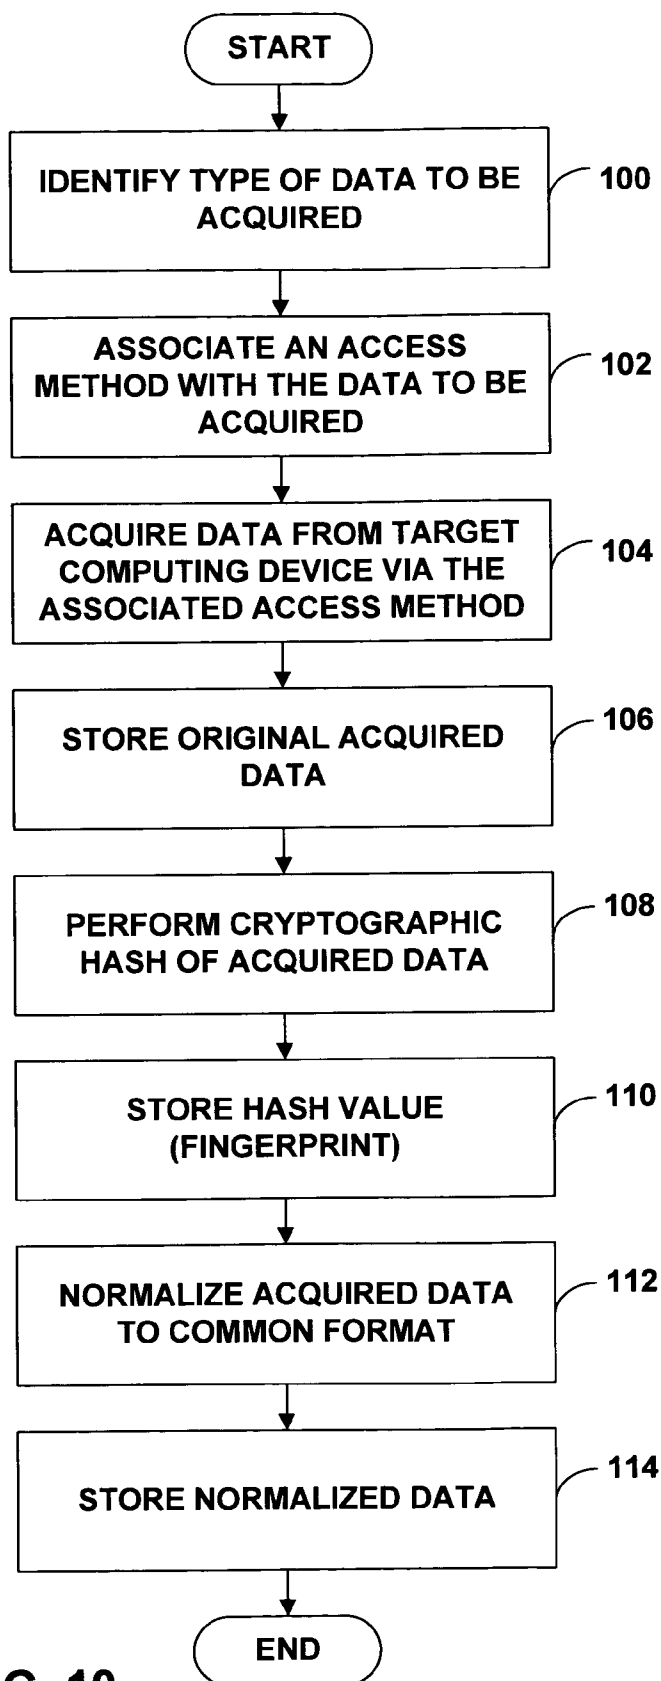 START
IDENTIFY TYPE OF DATA TO BE
ACQUIRED
100
ASSOCIATE AN ACCESS
METHOD WITH THE DATA TO BE
ACQUIRED
102
ACQUIRE DATA FROM TARGET
COMPUTING DEVICE VIA THE
ASSOCIATED ACCESS METHOD
104
STORE ORIGINAL ACQUIRED
DATA
106
PERFORM CRYPTOGRAPHIC
HASH OF ACQUIRED DATA
108
STORE HASH VALUE
(FINGERPRINT)
110
NORMALIZE ACQUIRED DATA
TO COMMON FORMAT
112
STORE NORMALIZED DATA
114
END